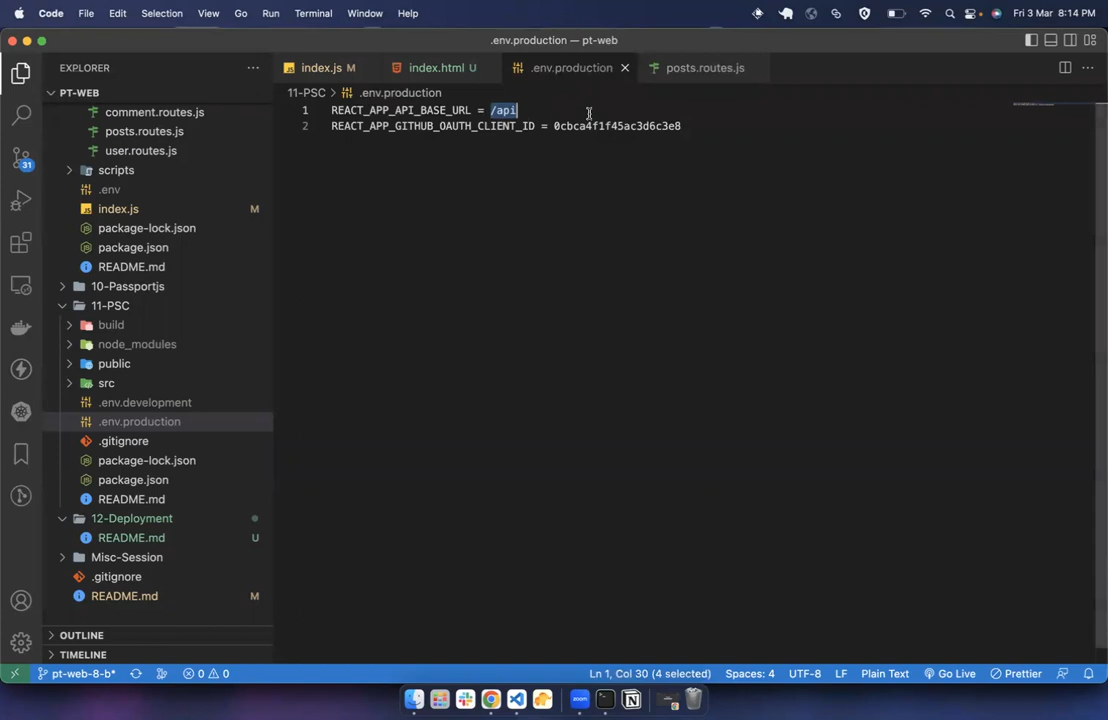 Code File Edit Selection View Go Run Terminal Window Help Fri 3 Mar 8:14 PM
.env.production — pt-web
EXPLORER
index.js M
index.html U
.env.production
posts.routes.js
PT-WEB
11-PSC > .env.production
1 REACT_APP_API_BASE_URL = /api
2 REACT_APP_GITHUB_OAUTH_CLIENT_ID = 0cbca4f1f45ac3d6c3e8
comment.routes.js
posts.routes.js
user.routes.js
scripts
.env
index.js M
package-lock.json
package.json
README.md
10-Passportjs
11-PSC
build
node_modules
public
src
.env.development
.env.production
.gitignore
package-lock.json
package.json
README.md
12-Deployment
README.md U
Misc-Session
.gitignore
README.md M
OUTLINE
TIMELINE
31
pt-web-8-b* 0 0 Ln 1, Col 30 (4 selected) Spaces: 4 UTF-8 LF Plain Text Go Live Prettier
zoom